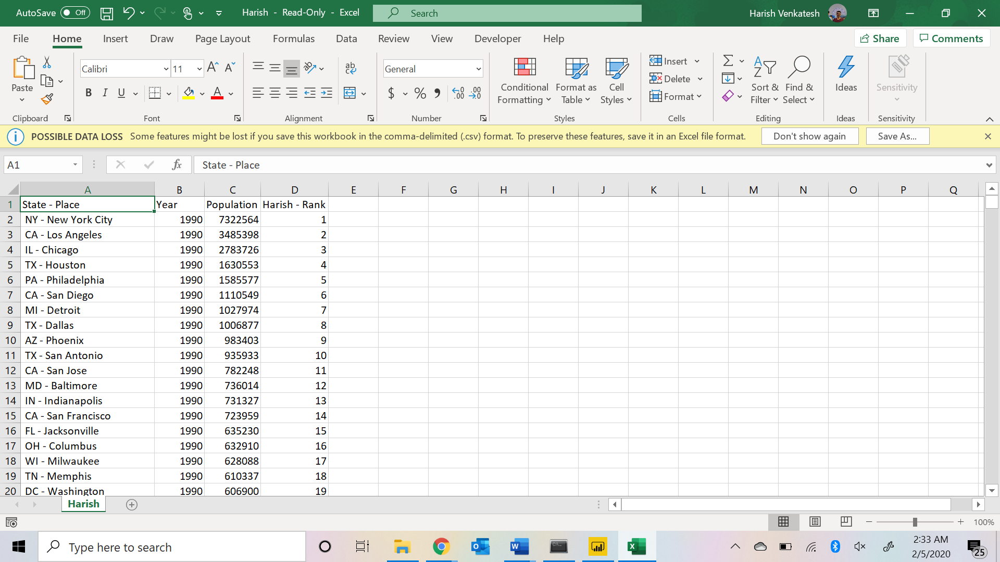 AutoSave Off Harish - Read-Only - Excel Search Harish Venkatesh
File Home Insert Draw Page Layout Formulas Data Review View Developer Help Share Comments
Paste
Clipboard
Calibri 11
B I U
Font
ab
Alignment
General
$ % 9 .00 .00
Number
Conditional Formatting
Format as Table
Cell Styles
Styles
Insert
Delete
Format
Cells
Sort & Filter
Find & Select
Editing
Ideas
Ideas
Sensitivity
Sensitivity
POSSIBLE DATA LOSS Some features might be lost if you save this workbook in the comma-delimited (.csv) format. To preserve these features, save it in an Excel file format. Don't show again Save As...
A1 fx State - Place
A B C D E F G H I J K L M N O P Q
1 State - Place Year Population Harish - Rank
2 NY - New York City 1990 7322564 1
3 CA - Los Angeles 1990 3485398 2
4 IL - Chicago 1990 2783726 3
5 TX - Houston 1990 1630553 4
6 PA - Philadelphia 1990 1585577 5
7 CA - San Diego 1990 1110549 6
8 MI - Detroit 1990 1027974 7
9 TX - Dallas 1990 1006877 8
10 AZ - Phoenix 1990 983403 9
11 TX - San Antonio 1990 935933 10
12 CA - San Jose 1990 782248 11
13 MD - Baltimore 1990 736014 12
14 IN - Indianapolis 1990 731327 13
15 CA - San Francisco 1990 723959 14
16 FL - Jacksonville 1990 635230 15
17 OH - Columbus 1990 632910 16
18 WI - Milwaukee 1990 628088 17
19 TN - Memphis 1990 610337 18
20 DC - Washington 1990 606900 19
Harish
100%
Type here to search
2:33 AM
2/5/2020
25